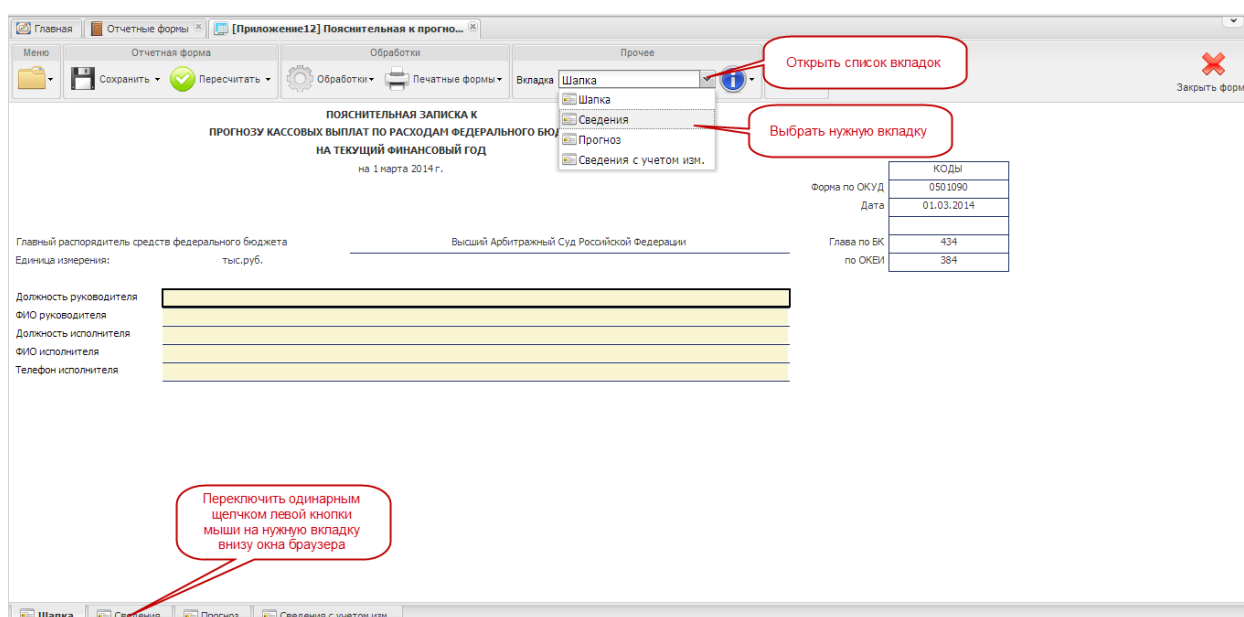 Главная
Отчетные формы
[Приложение12] Пояснительная к прогно...
Меню
Отчетная форма
Обработки
Прочее
Сохранить
Пересчитать
Обработки
Печатные формы
Вкладка
Шапка
Закрыть форм
Открыть список вкладок
Шапка
Сведения
Прогноз
Сведения с учетом изм.
Выбрать нужную вкладку
ПОЯСНИТЕЛЬНАЯ ЗАПИСКА К
ПРОГНОЗУ КАССОВЫХ ВЫПЛАТ ПО РАСХОДАМ ФЕДЕРАЛЬНОГО БЮД
НА ТЕКУЩИЙ ФИНАНСОВЫЙ ГОД
на 1 марта 2014 г.
КОДЫ
Форма по ОКУД 0501090
Дата 01.03.2014
Главный распорядитель средств федерального бюджета Высший Арбитражный Суд Российской Федерации Глава по БК 434
Единица измерения: тыс.руб. по ОКЕИ 384
Должность руководителя
ФИО руководителя
Должность исполнителя
ФИО исполнителя
Телефон исполнителя
Переключить одинарным
щелчком левой кнопки
мыши на нужную вкладку
внизу окна браузера
Шапка
Сведения
Прогноз
Сведения с учетом изм.